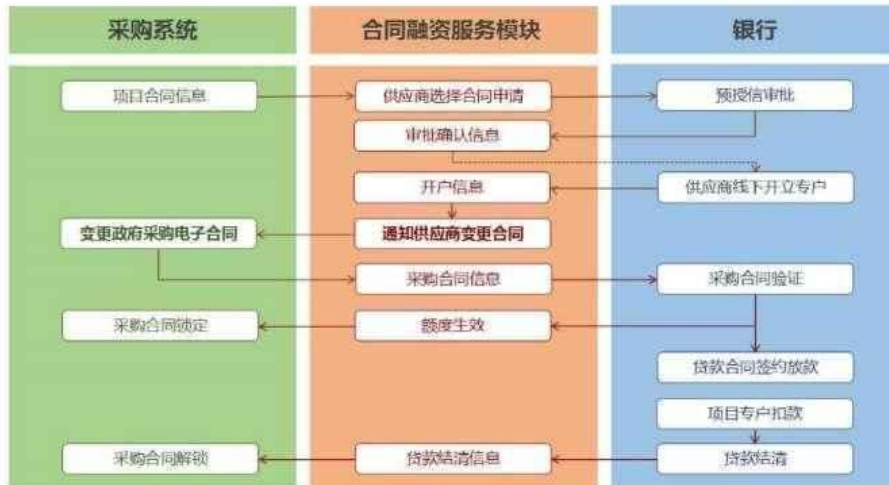 采购系统
合同融资服务模块
银行
项目合同信息
供应商选择合同申请
预授信审批
审批确认信息
开户信息
供应商线下开立专户
变更政府采购电子合同
通知供应商变更合同
采购合同信息
采购合同验证
采购合同锁定
额度生效
贷款合同签约放款
项目专户扣款
采购合同解锁
贷款结清信息
贷款结清